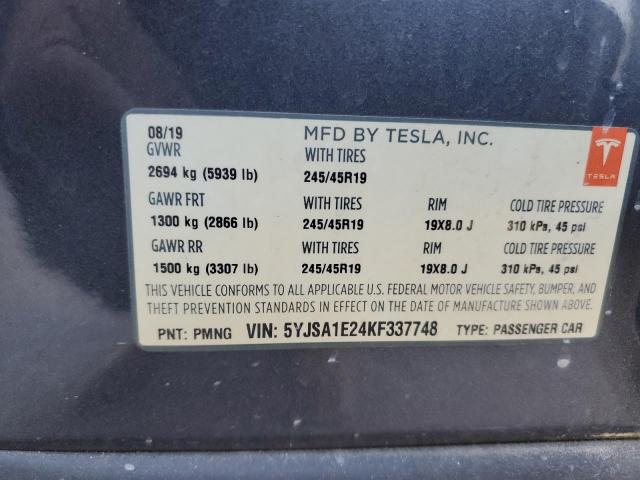 08/19 MFD BY TESLA, INC.
GVWR WITH TIRES
2694 kg (5939 lb) 245/45R19
TESLA
GAWR FRT WITH TIRES RIM COLD TIRE PRESSURE
1300 kg (2866 lb) 245/45R19 19X8.0 J 310 kPa, 45 psi
GAWR RR WITH TIRES RIM COLD TIRE PRESSURE
1500 kg (3307 lb) 245/45R19 19X8.0 J 310 kPa, 45 psi
THIS VEHICLE CONFORMS TO ALL APPLICABLE U.S. FEDERAL MOTOR VEHICLE SAFETY, BUMPER, AND
THEFT PREVENTION STANDARDS IN EFFECT ON THE DATE OF MANUFACTURE SHOWN ABOVE.
PNT: PMNG VIN: 5YJSA1E24KF337748 TYPE: PASSENGER CAR